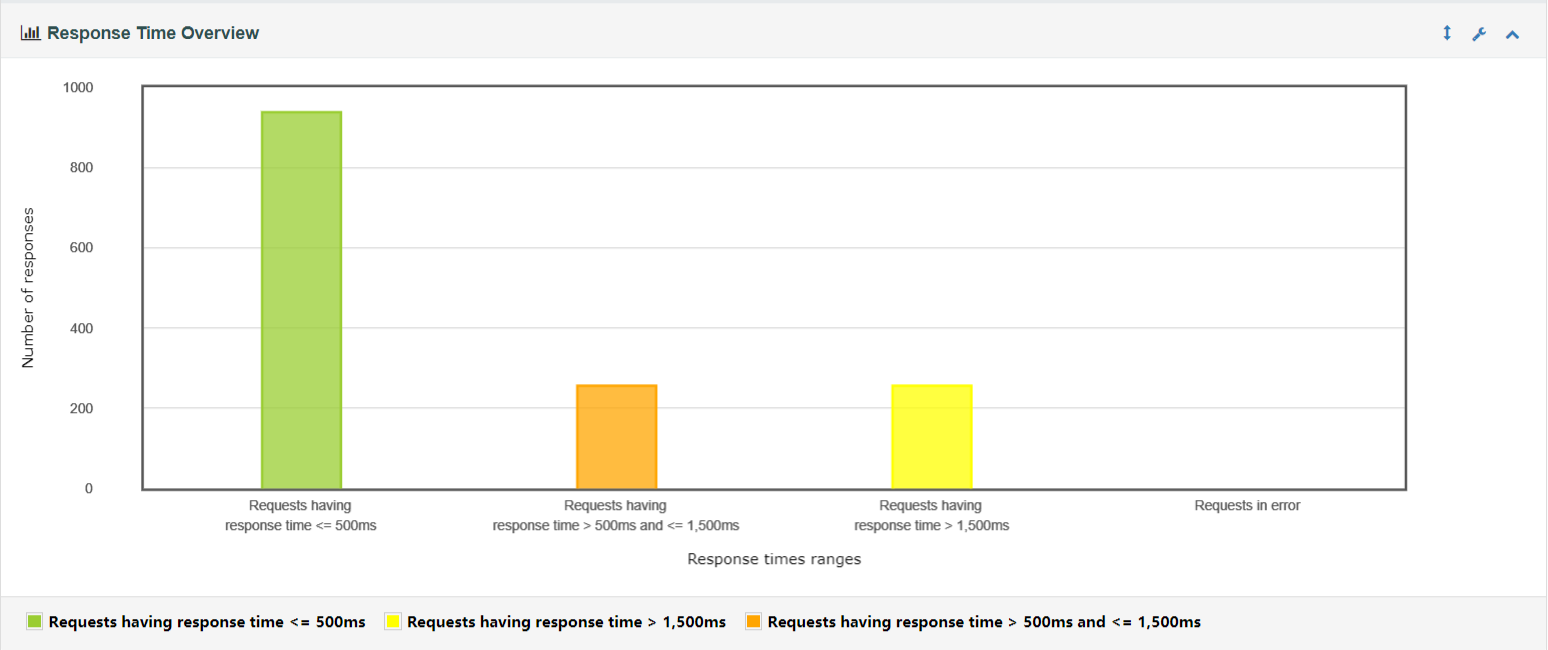 Response Time Overview
1000
800
600
400
200
0
Number of responses
Requests having
response time <= 500ms
Requests having
response time > 500ms and <= 1,500ms
Requests having
response time > 1,500ms
Requests in error
Response times ranges
Requests having response time <= 500ms Requests having response time > 1,500ms Requests having response time > 500ms and <= 1,500ms